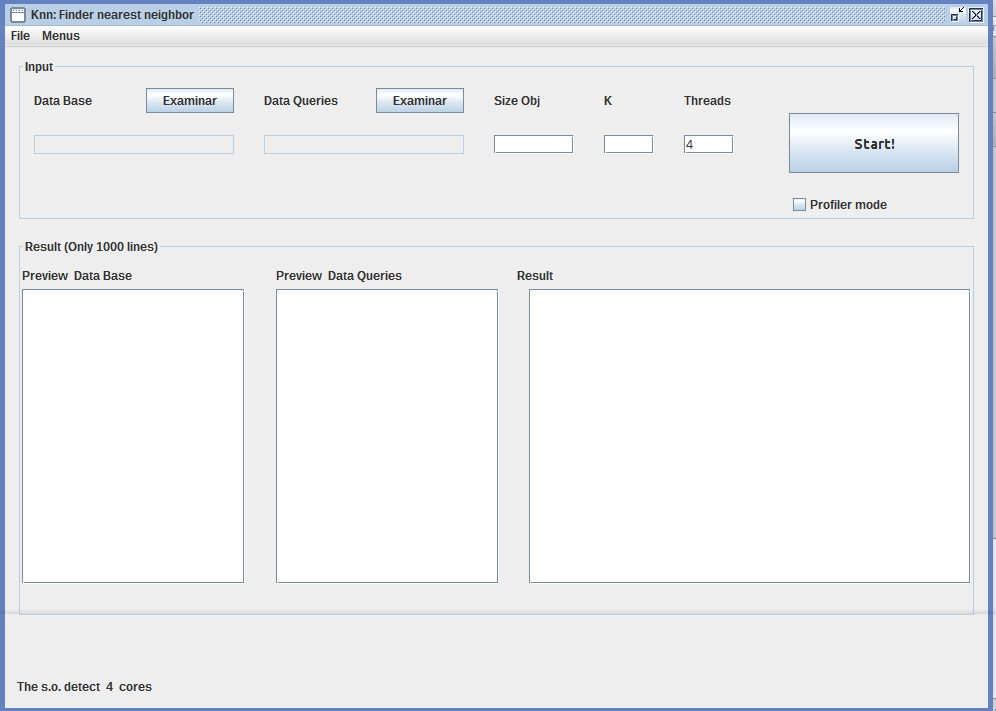 Knn: Finder nearest neighbor
File Menus
Input
Data Base Examinar Data Queries Examinar Size Obj K Threads
4
Start!
Profiler mode
Result (Only 1000 lines)
Preview Data Base Preview Data Queries Result
The s.o. detect 4 cores